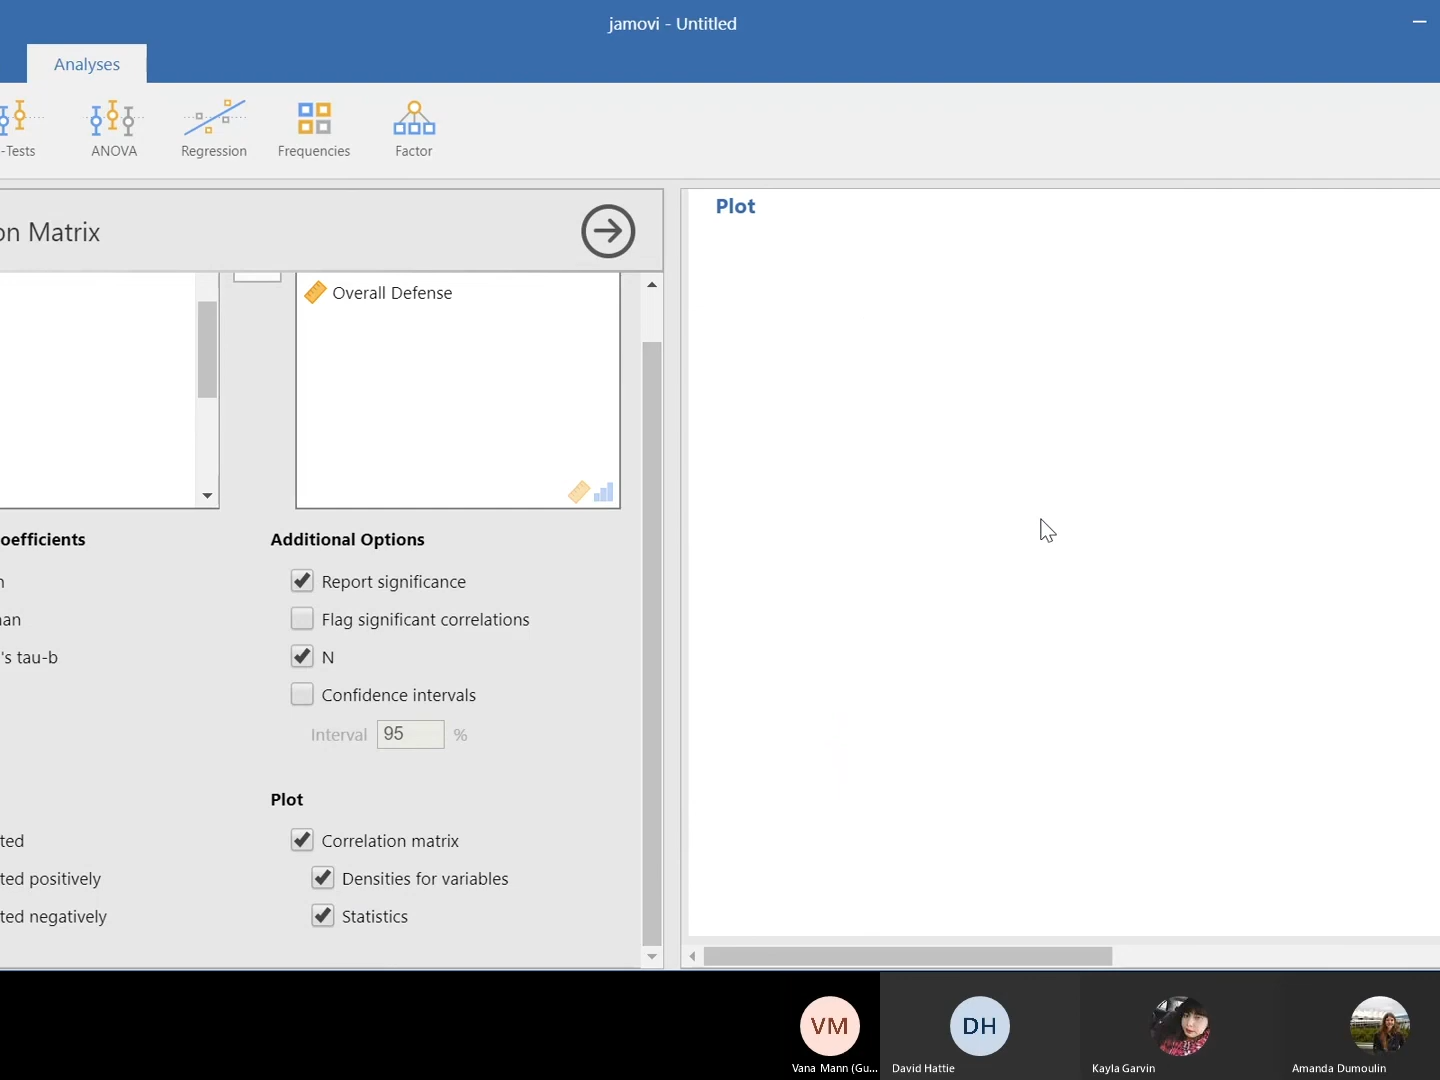 jamovi - Untitled
Analyses
-Tests
ANOVA
Regression
Frequencies
Factor
on Matrix
Plot
Overall Defense
oefficients
Additional Options
n
Report significance
nan
Flag significant correlations
's tau-b
N
Confidence intervals
Interval 95 %
Plot
ted
Correlation matrix
ted positively
Densities for variables
ted negatively
Statistics
VM
DH
Vana Mann (Gu...
David Hattie
Kayla Garvin
Amanda Dumoulin